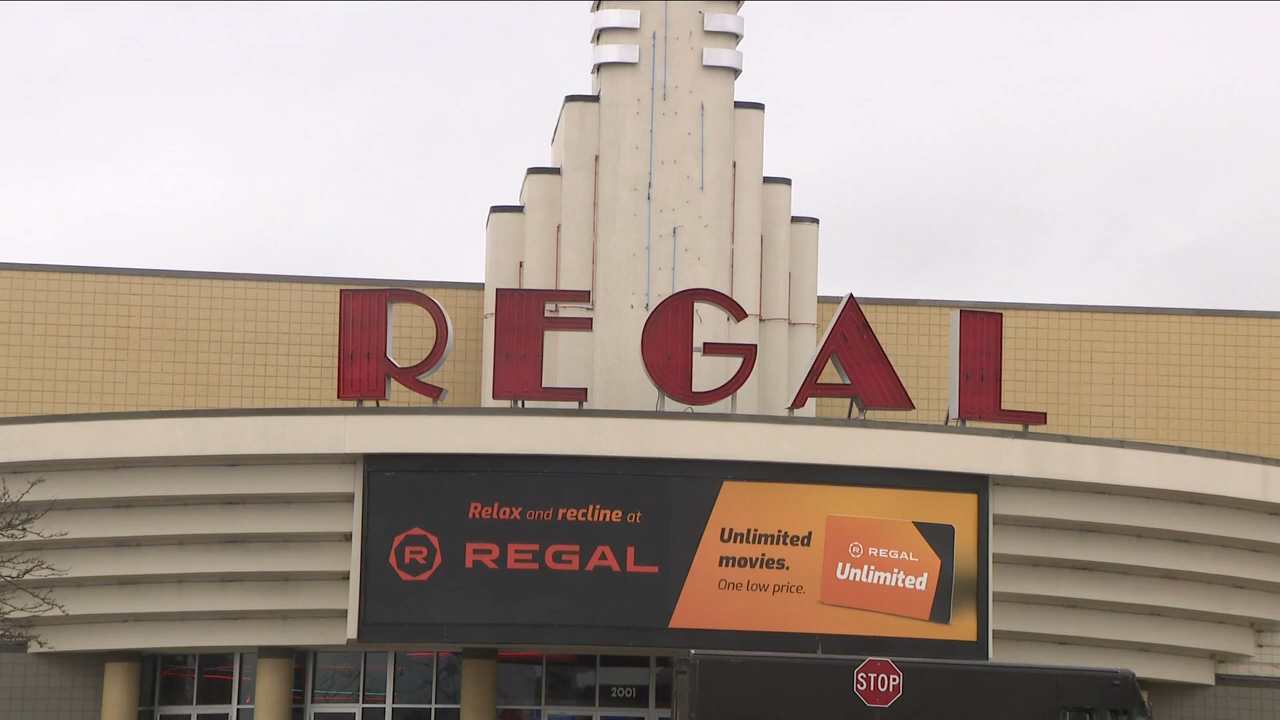 REGAL
Relax and recline at
R REGAL
Unlimited
movies.
One low price.
R REGAL
Unlimited
2001
STOP